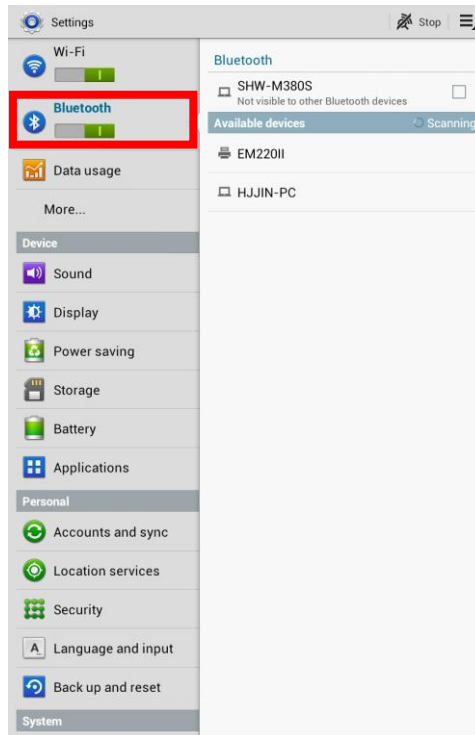 Settings
Stop
Wi-Fi
Bluetooth
Data usage
More...
Device
Sound
Display
Power saving
Storage
Battery
Applications
Personal
Accounts and sync
Location services
Security
A
Language and input
Back up and reset
System
Bluetooth
SHW-M380S
Not visible to other Bluetooth devices
Available devices
Scanning
EM220II
HJJIN-PC